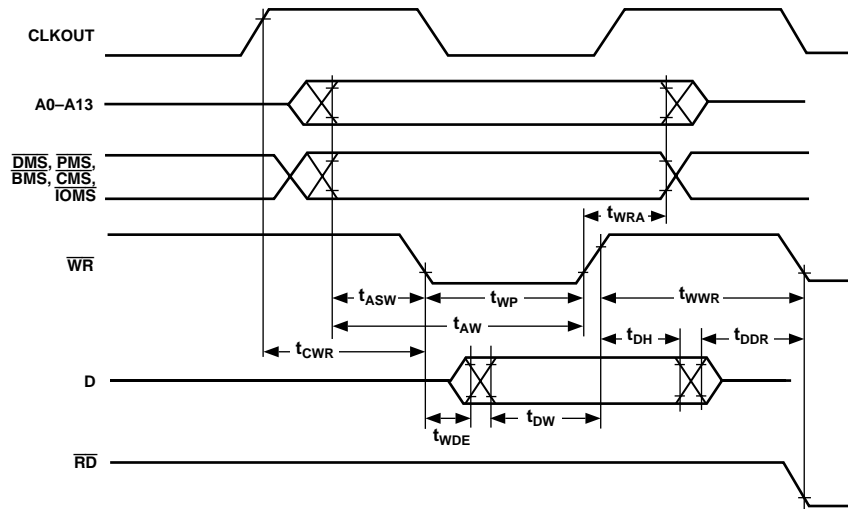 CLKOUT
A0–A13
DMS, PMS,
BMS, CMS,
IOMS
tWRA
WR
tASW
tWP
tWWR
tAW
tDH
tDDR
tCWR
D
tWDE
tDW
RD